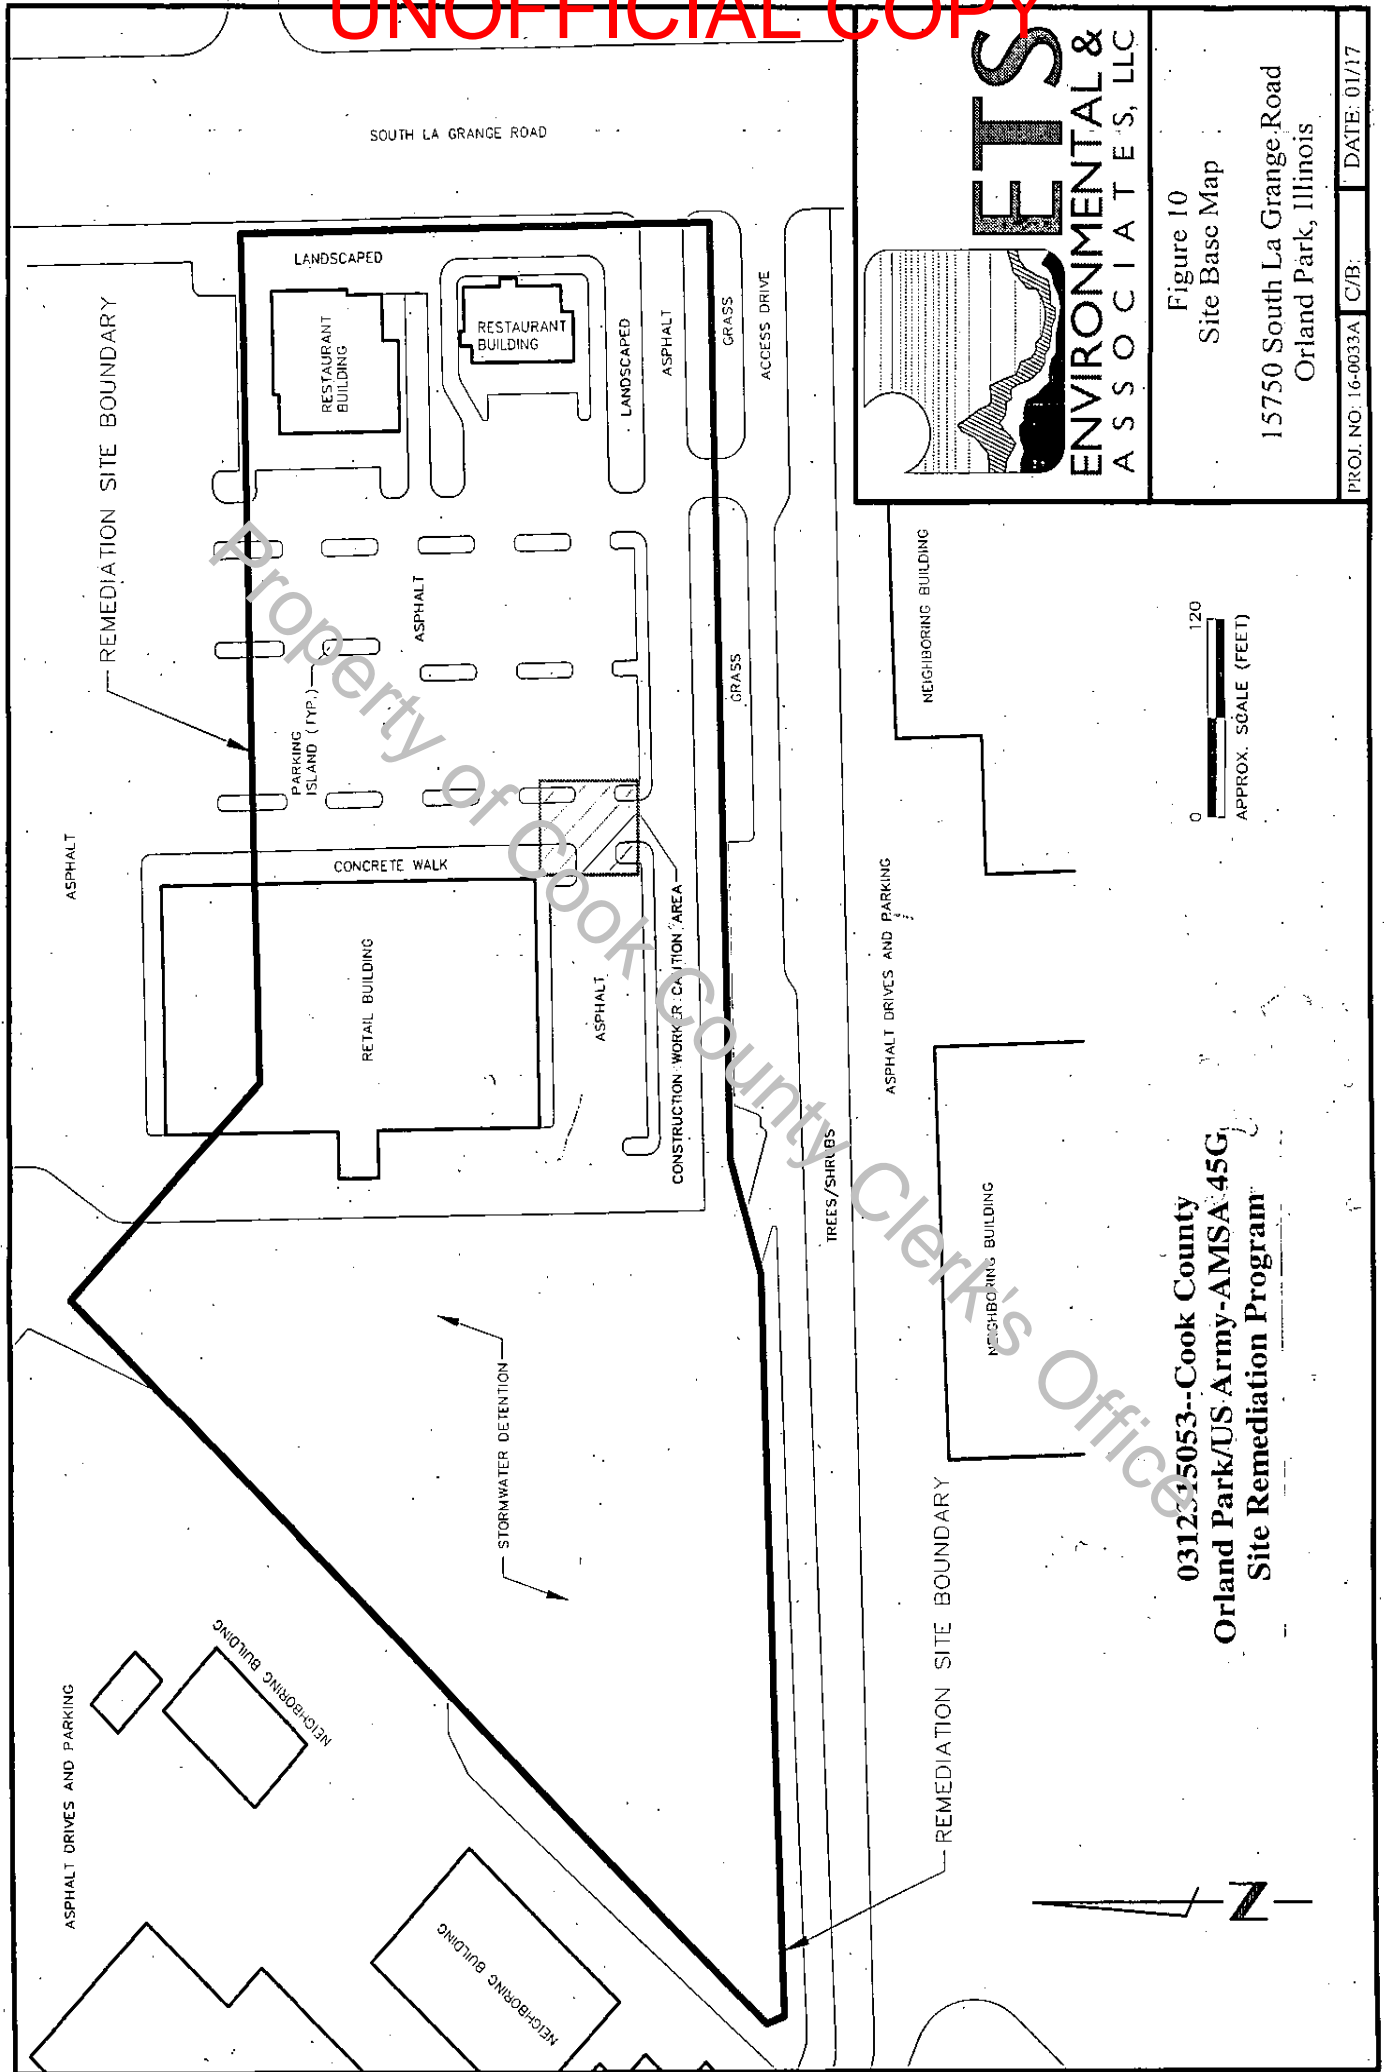 UNOFFICIAL COPY
SOUTH LA GRANGE ROAD
LANDSCAPED
REMEDIATION SITE BOUNDARY
RESTAURANT
BUILDING
RESTAURANT
BUILDING
LANDSCAPED
ASPHALT
GRASS
ACCESS DRIVE
ASPHALT
PARKING
ISLAND (TYP.)
GRASS
ASPHALT
CONCRETE WALK
RETAIL BUILDING
ASPHALT
CONSTRUCTION WORKER CAUTION AREA
ASPHALT DRIVES AND PARKING
TREES/SHRUBS
NEIGHBORING BUILDING
NEIGHBORING BUILDING
STORMWATER DETENTION
NEIGHBORING BUILDING
ASPHALT DRIVES AND PARKING
NEIGHBORING BUILDING
REMEDIATION SITE BOUNDARY
0 120
APPROX. SCALE (FEET)
N
0312315053--Cook County
Orland Park/US Army-AMSA 45G
Site Remediation Program
ETS
ENVIRONMENTAL &
ASSOCIATES, LLC
Figure 10
Site Base Map
15750 South La Grange Road
Orland Park, Illinois
PROJ. NO: 16-0033A C/B: DATE: 01/17
Property of Cook County Clerk's Office